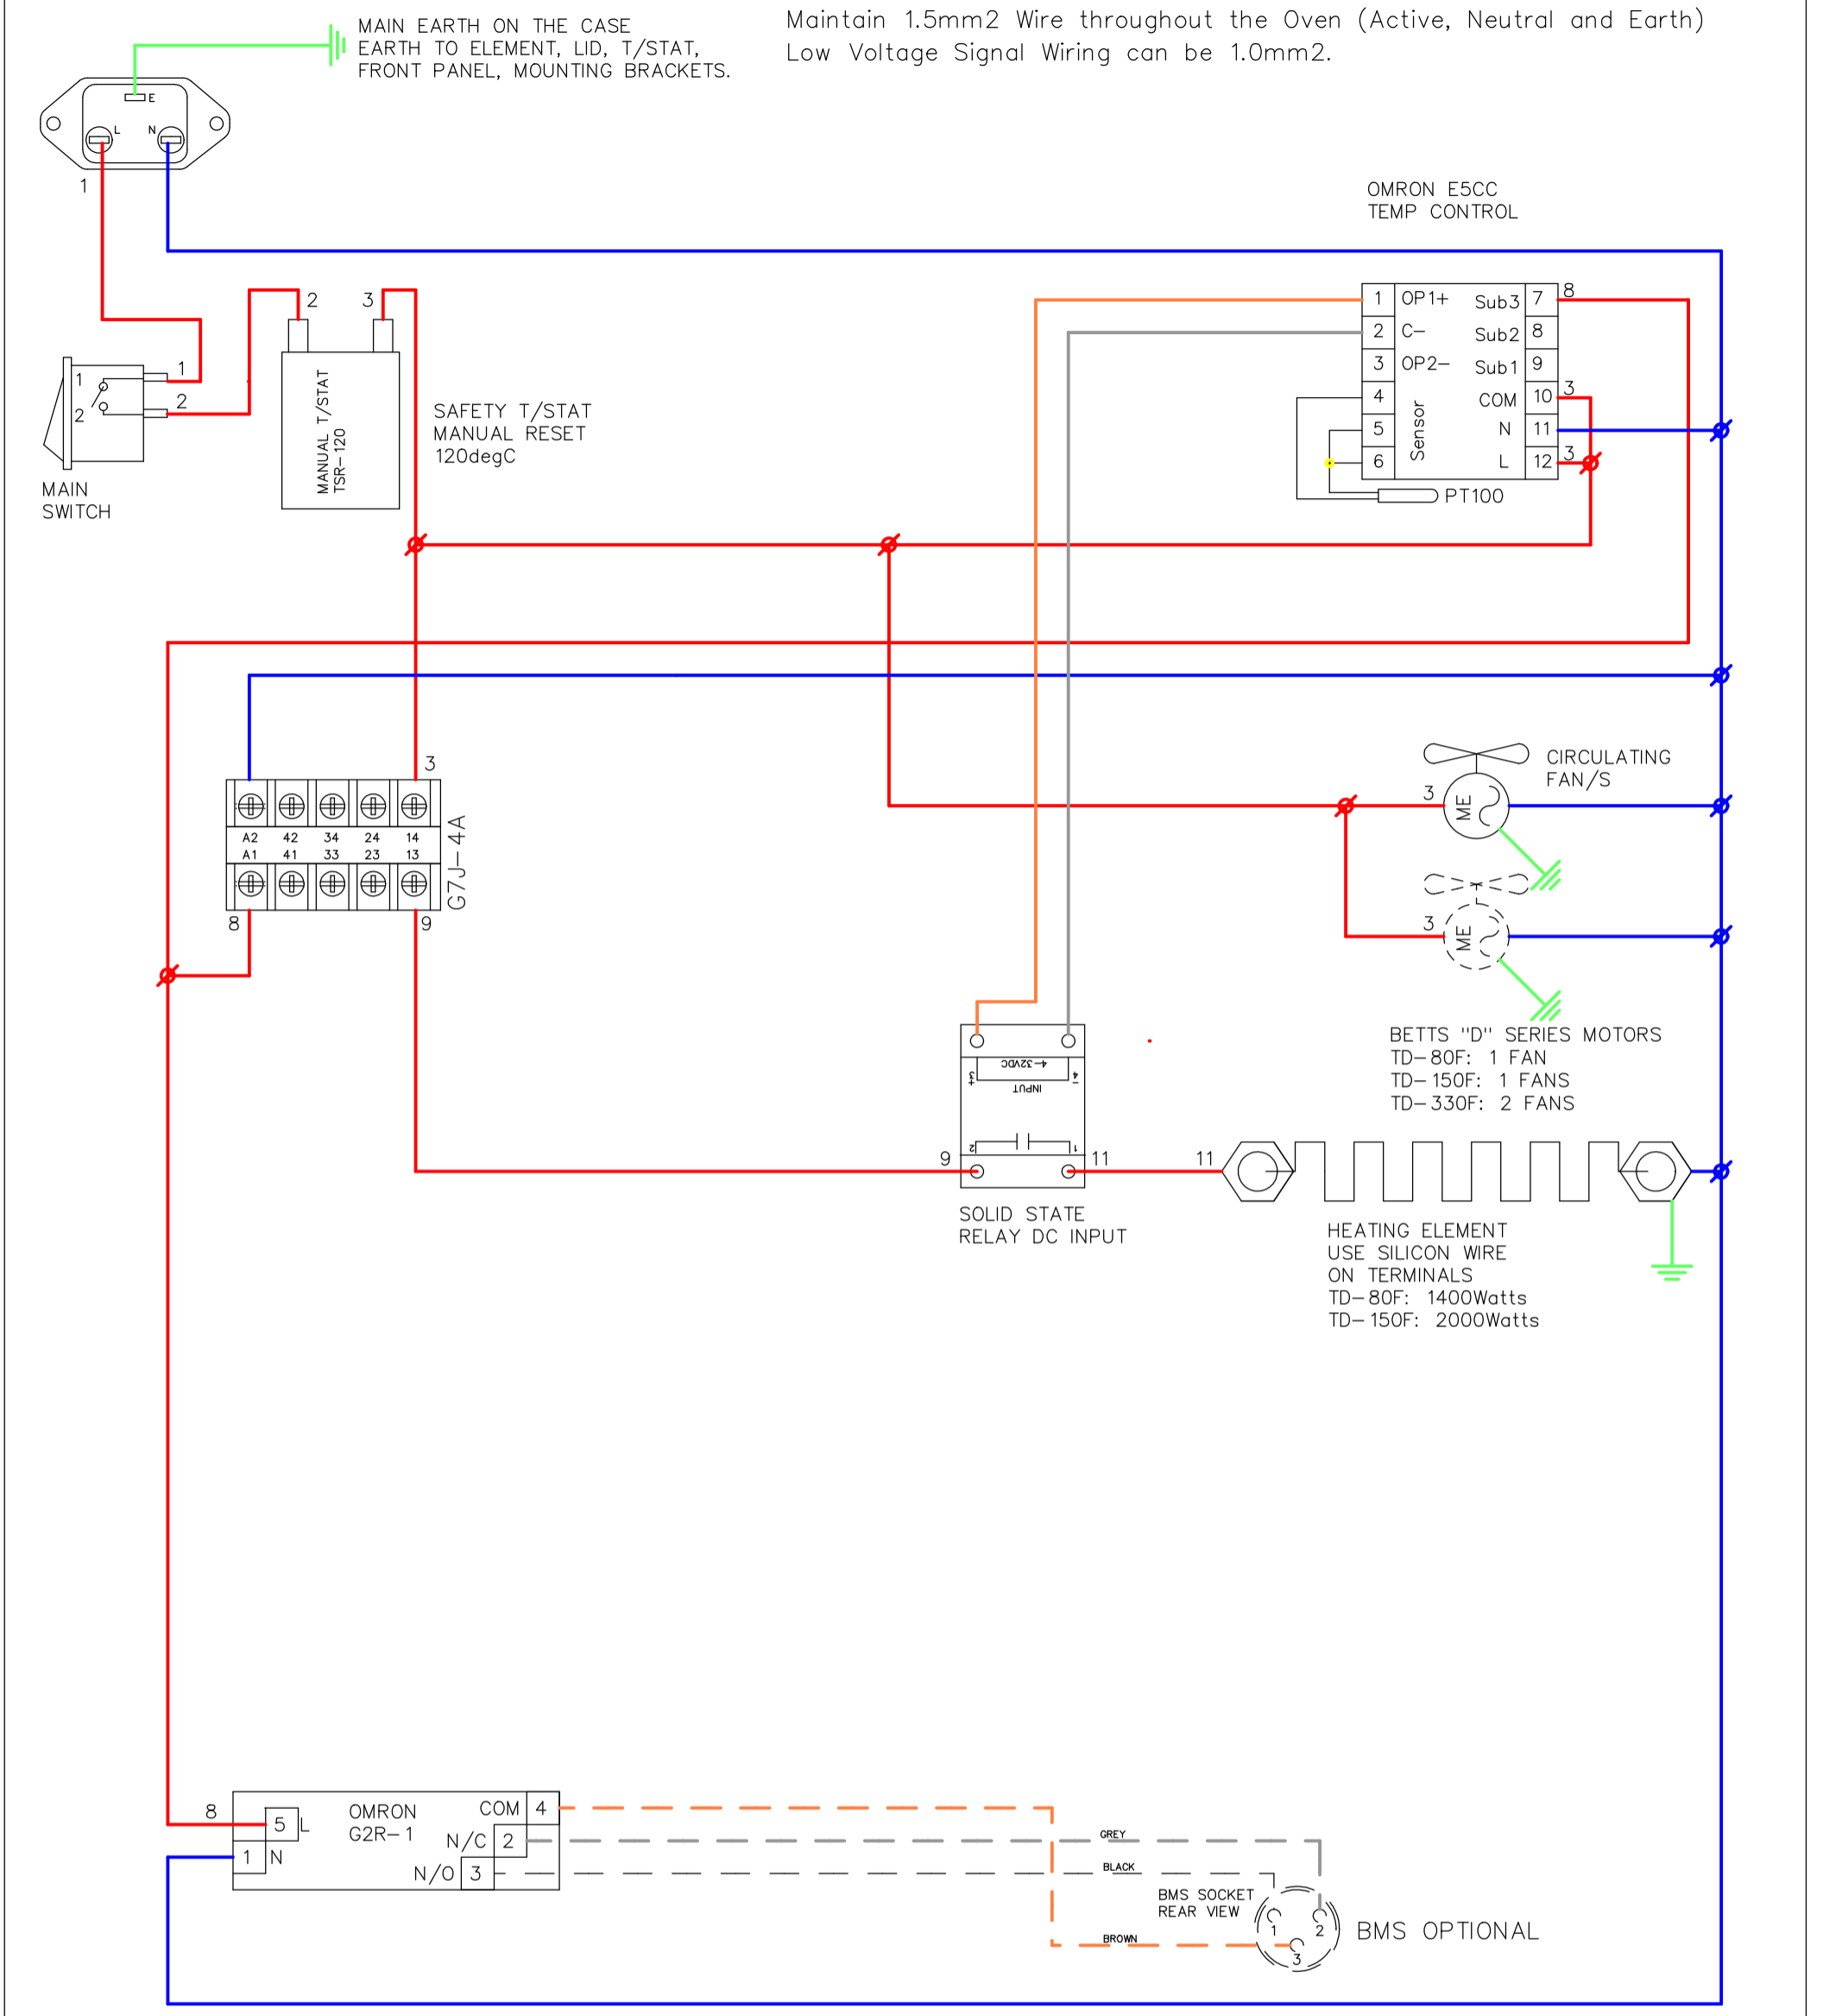 MAIN EARTH ON THE CASE
EARTH TO ELEMENT, LID, T/STAT,
FRONT PANEL, MOUNTING BRACKETS.
Maintain 1.5mm2 Wire throughout the Oven (Active, Neutral and Earth)
Low Voltage Signal Wiring can be 1.0mm2.
E
L N
1
OMRON E5CC
TEMP CONTROL
2 3
1 1
2 2
MAIN
SWITCH
MANUAL T/STAT
TSR-120
SAFETY T/STAT
MANUAL RESET
120degC
1 OP1+ Sub3 7 8
2 C- Sub2 8
3 OP2- Sub1 9
4 COM 10 3
5 N 11
6 L 12 3
Sensor
PT100
3
A2 42 34 24 14
A1 41 33 23 13
G7J-4A
8 9
CIRCULATING
FAN/S
3 ME
3 ME
BETTS "D" SERIES MOTORS
TD-80F: 1 FAN
TD-150F: 1 FANS
TD-330F: 2 FANS
4-32VDC
3 + 4 -
INPUT
2 1
9 11 11
SOLID STATE
RELAY DC INPUT
HEATING ELEMENT
USE SILICON WIRE
ON TERMINALS
TD-80F: 1400Watts
TD-150F: 2000Watts
8 5 L
1 N
OMRON
G2R-1
COM 4
N/C 2
N/O 3
GREY
BLACK
BROWN
BMS SOCKET
REAR VIEW
1 2
3
BMS OPTIONAL